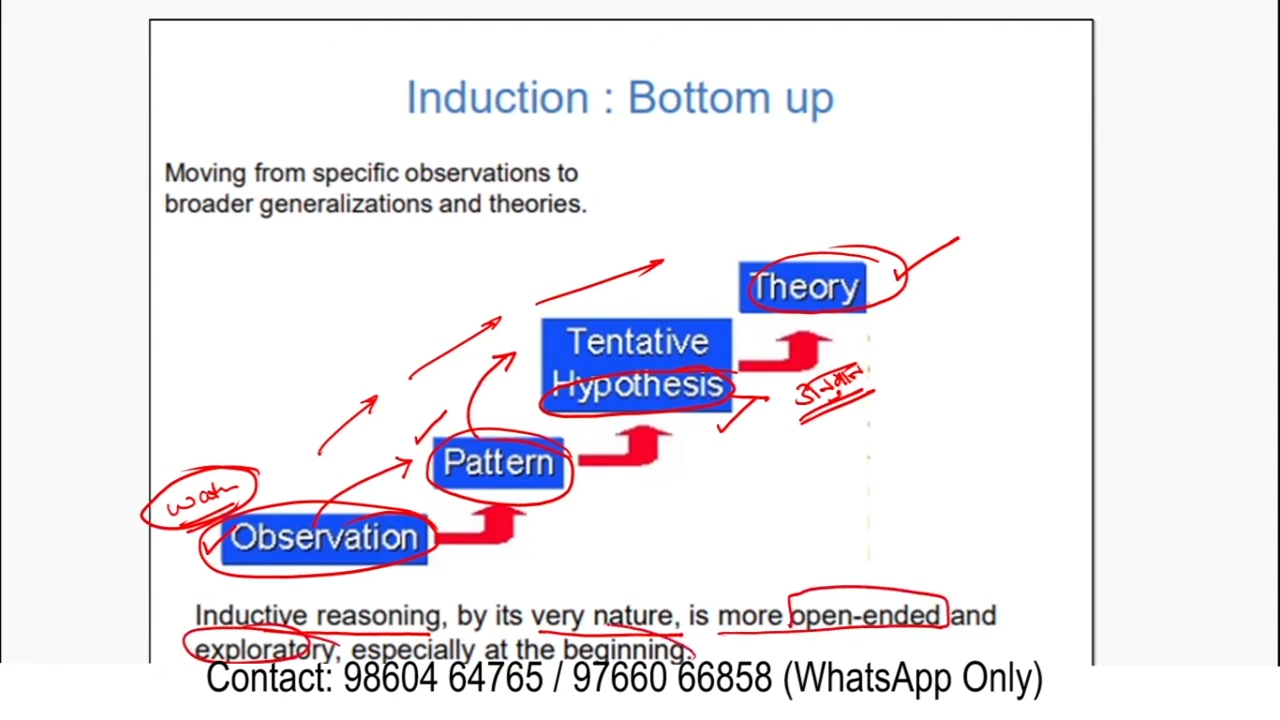 Induction : Bottom up
Moving from specific observations to
broader generalizations and theories.
Theory
Tentative
Hypothesis
अनुमान
Pattern
Observation
Inductive reasoning, by its very nature, is more open-ended and
exploratory, especially at the beginning.
Contact: 98604 64765 / 97660 66858 (WhatsApp Only)